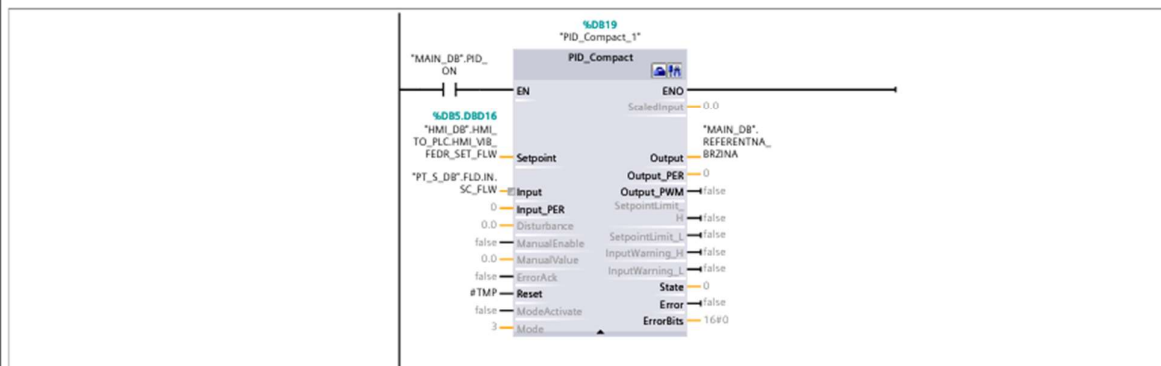 %DB19
"PID_Compact_1"
PID_Compact
"MAIN_DB".PID_
ON
EN
ENO
ScaledInput
0.0
%DB5.DBD16
"HMI_DB".HMI_
TO_PLC.HMI_VIB_
FEDR_SET_FLW
Setpoint
"MAIN_DB".
REFERENTNA_
BRZINA
Output
Output_PER
0
"PT_S_DB".FLD.IN.
SC_FLW
Input
Output_PWM
false
0
Input_PER
SetpointLimit_
H
false
0.0
Disturbance
SetpointLimit_L
false
false
ManualEnable
InputWarning_H
false
0.0
ManualValue
InputWarning_L
false
false
ErrorAck
State
0
#TMP
Reset
Error
false
false
ModeActivate
ErrorBits
16#0
3
Mode